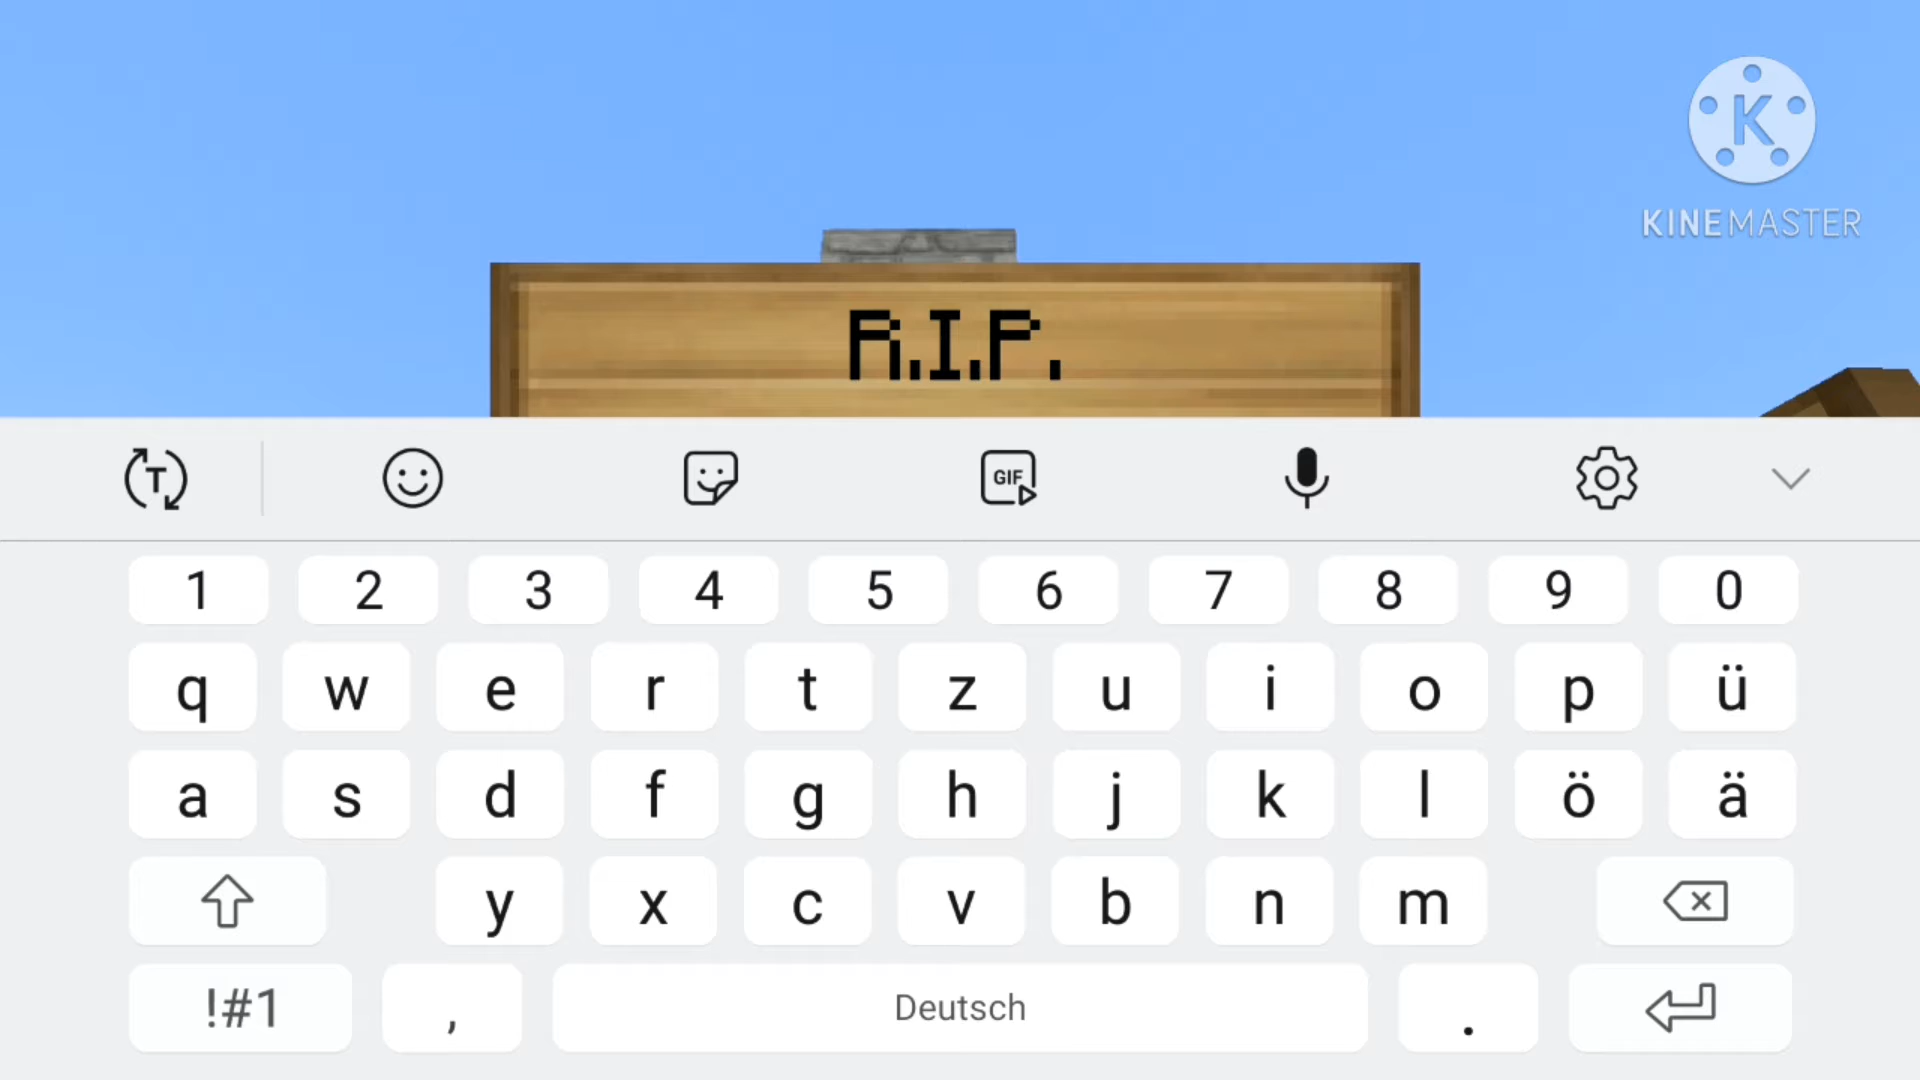 K
KINEMASTER
R.I.P.
T
GIF
1 2 3 4 5 6 7 8 9 0
q w e r t z u i o p ü
a s d f g h j k l ö ä
y x c v b n m
!#1 , Deutsch .